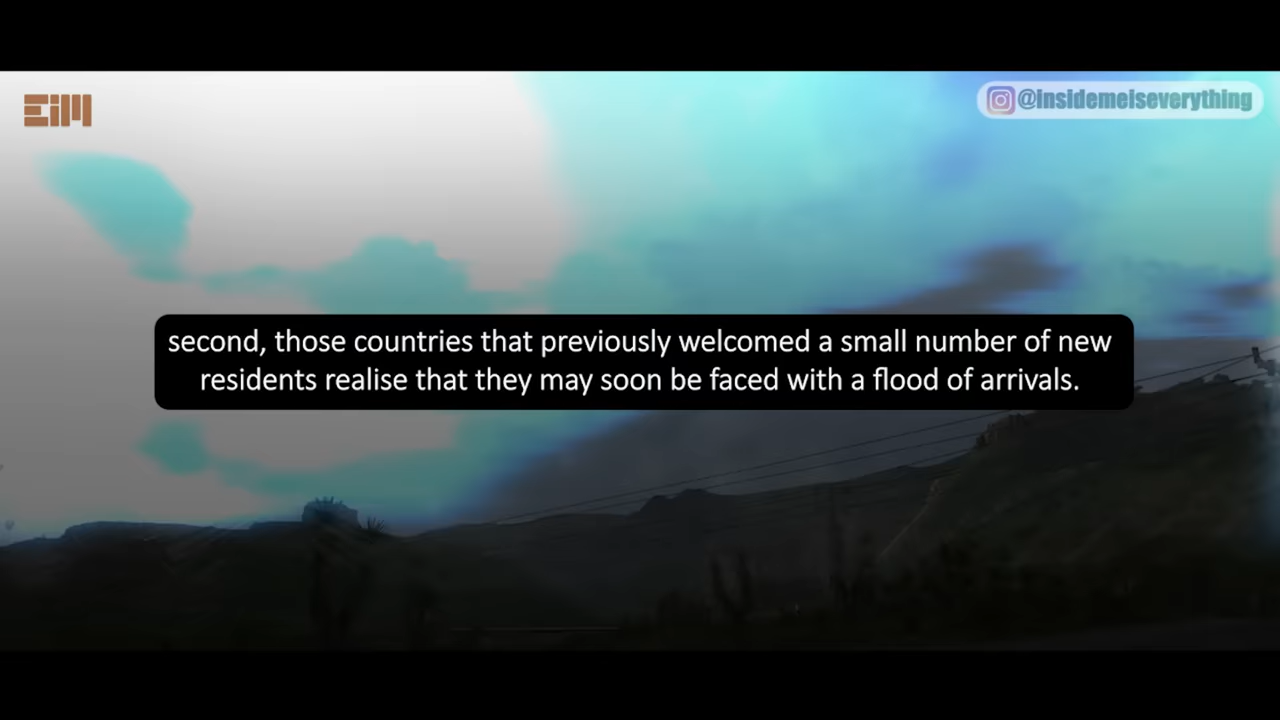 EiM
@insidemeiseverything
second, those countries that previously welcomed a small number of new
residents realise that they may soon be faced with a flood of arrivals.